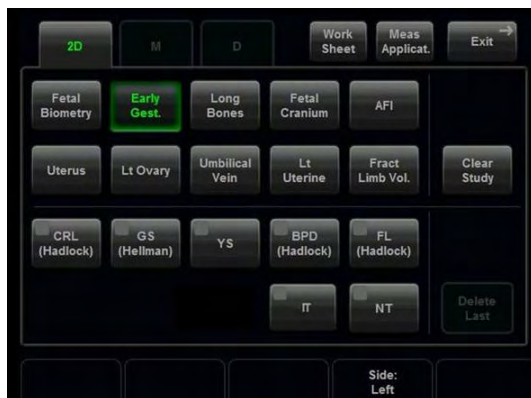 2D
M
D
Work
Sheet
Meas
Applicat.
Exit
Fetal
Biometry
Early
Gest.
Long
Bones
Fetal
Cranium
AFI
Uterus
Lt Ovary
Umbilical
Vein
Lt
Uterine
Fract
Limb Vol.
Clear
Study
CRL
(Hadlock)
GS
(Hellman)
YS
BPD
(Hadlock)
FL
(Hadlock)
IT
NT
Delete
Last
Side:
Left